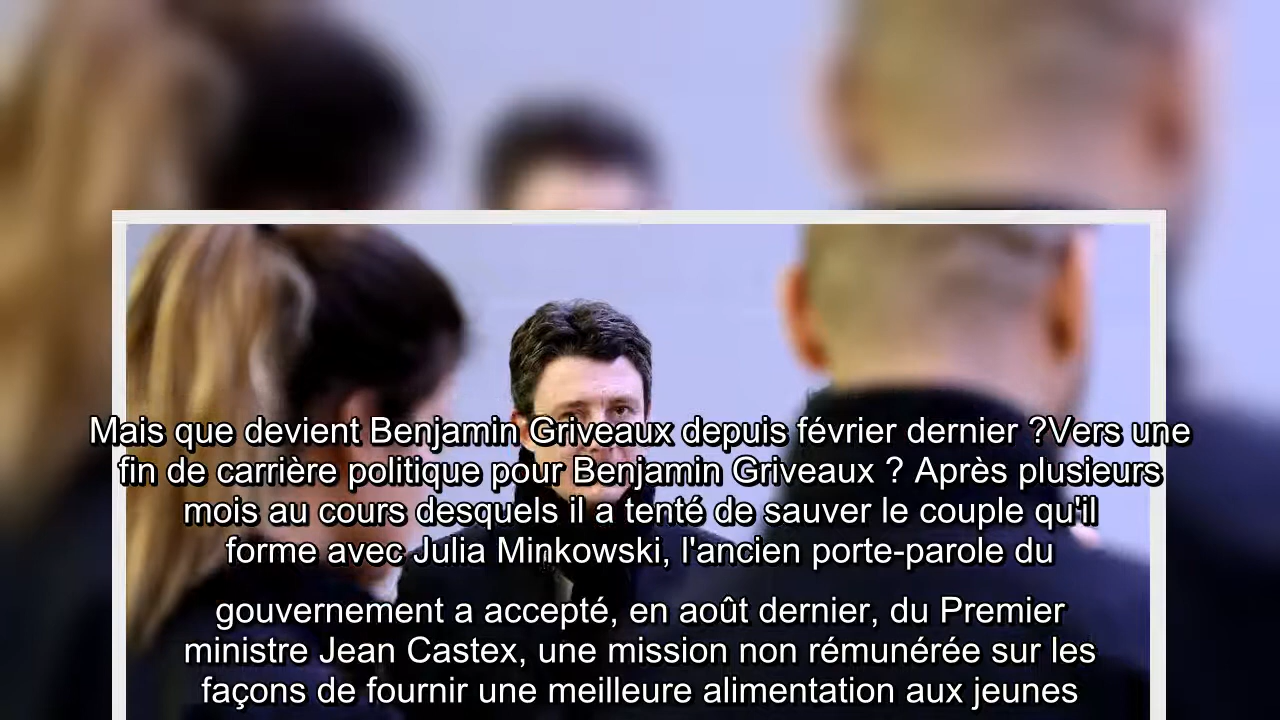 Mais que devient Benjamin Griveaux depuis février dernier ?Vers une
fin de carrière politique pour Benjamin Griveaux ? Après plusieurs
mois au cours desquels il a tenté de sauver le couple qu'il
forme avec Julia Minkowski, l'ancien porte-parole du
gouvernement a accepté, en août dernier, du Premier
ministre Jean Castex, une mission non rémunérée sur les
façons de fournir une meilleure alimentation aux jeunes